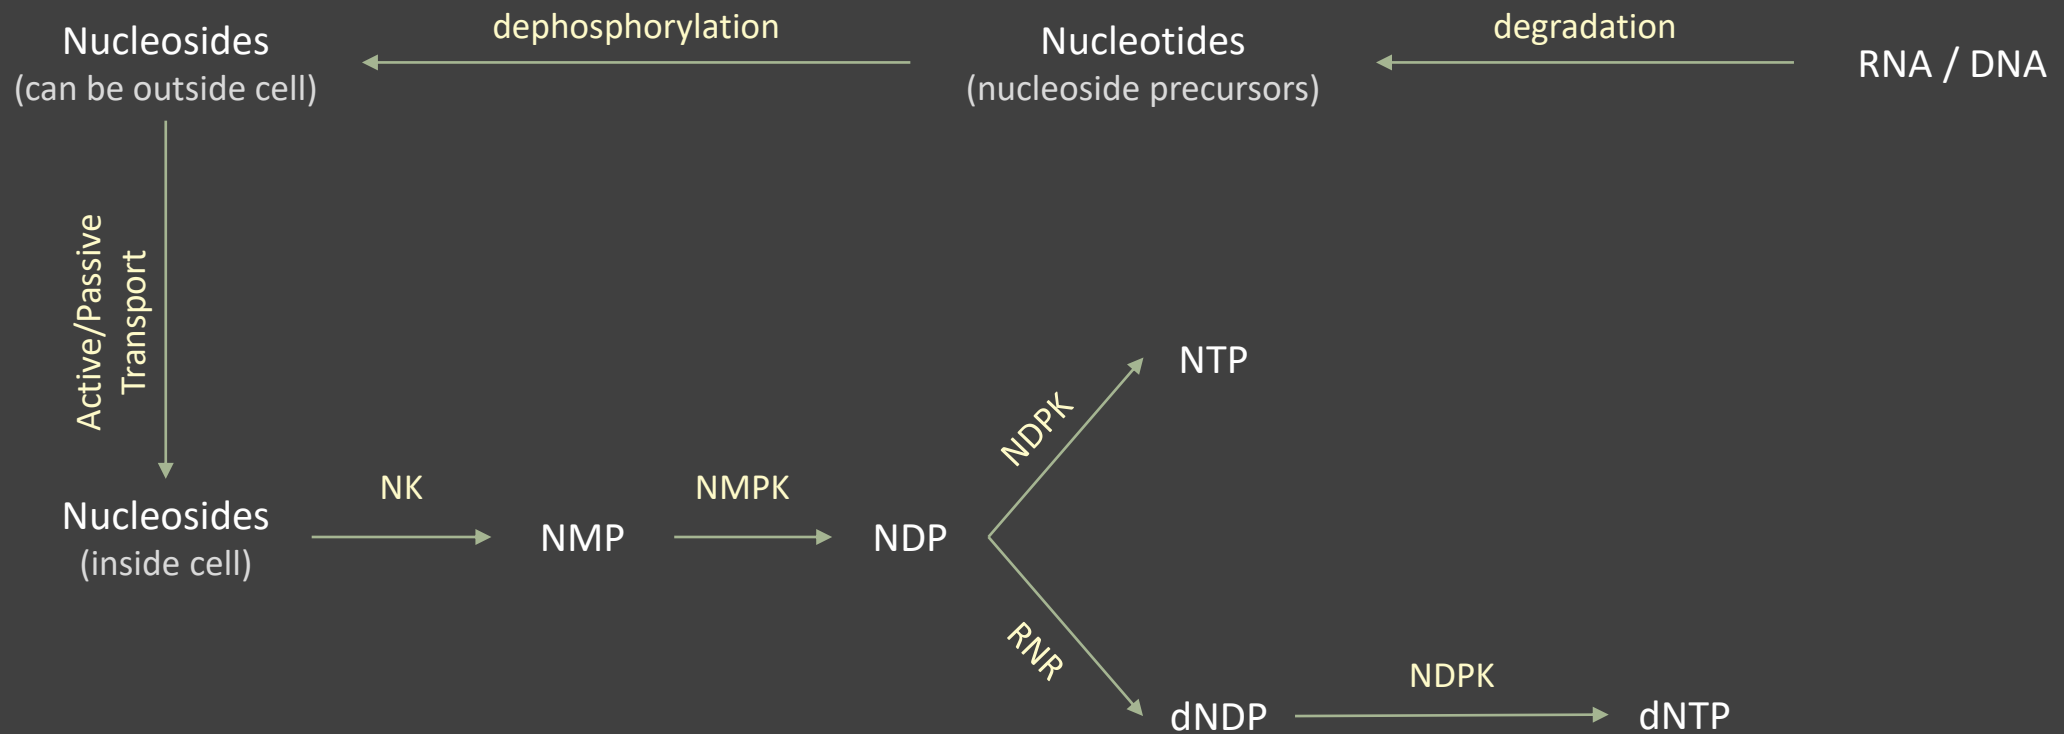 Nucleosides
(can be outside cell)
dephosphorylation
Nucleotides
(nucleoside precursors)
degradation
RNA / DNA
Active/Passive
Transport
Nucleosides
(inside cell)
NK
NMP
NMPK
NDP
NDPK
NTP
RNR
dNDP
NDPK
dNTP